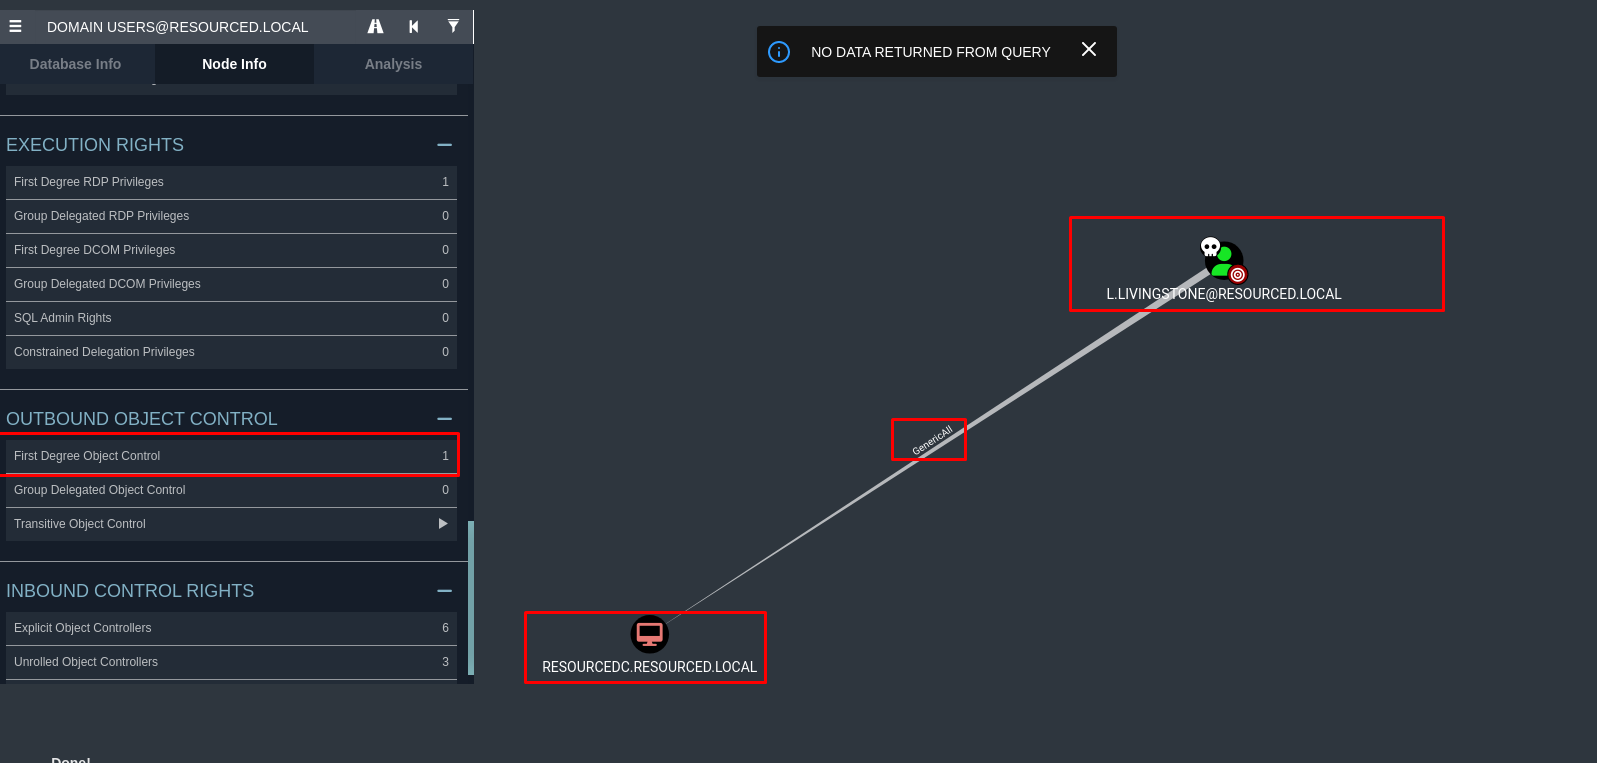 DOMAIN USERS@RESOURCED.LOCAL
Database Info
Node Info
Analysis
EXECUTION RIGHTS
First Degree RDP Privileges 1
Group Delegated RDP Privileges 0
First Degree DCOM Privileges 0
Group Delegated DCOM Privileges 0
SQL Admin Rights 0
Constrained Delegation Privileges 0
OUTBOUND OBJECT CONTROL
First Degree Object Control 1
Group Delegated Object Control 0
Transitive Object Control
INBOUND CONTROL RIGHTS
Explicit Object Controllers 6
Unrolled Object Controllers 3
Done!
NO DATA RETURNED FROM QUERY
L.LIVINGSTONE@RESOURCED.LOCAL
GenericAll
RESOURCEDC.RESOURCED.LOCAL